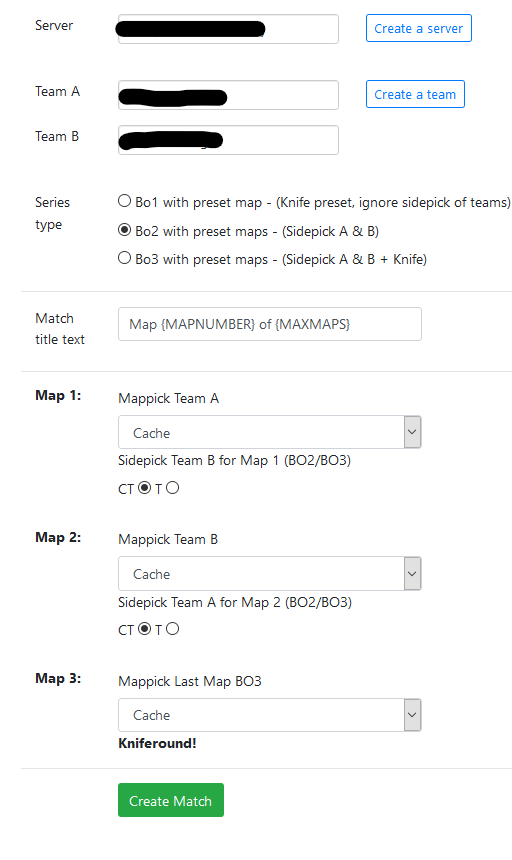 Server
Create a server
Team A
Create a team
Team B
Series type
Bo1 with preset map - (Knife preset, ignore sidepick of teams)
Bo2 with preset maps - (Sidepick A & B)
Bo3 with preset maps - (Sidepick A & B + Knife)
Match title text
Map {MAPNUMBER} of {MAXMAPS}
Map 1:
Mappick Team A
Cache
Sidepick Team B for Map 1 (BO2/BO3)
CT T
Map 2:
Mappick Team B
Cache
Sidepick Team A for Map 2 (BO2/BO3)
CT T
Map 3:
Mappick Last Map BO3
Cache
Kniferound!
Create Match